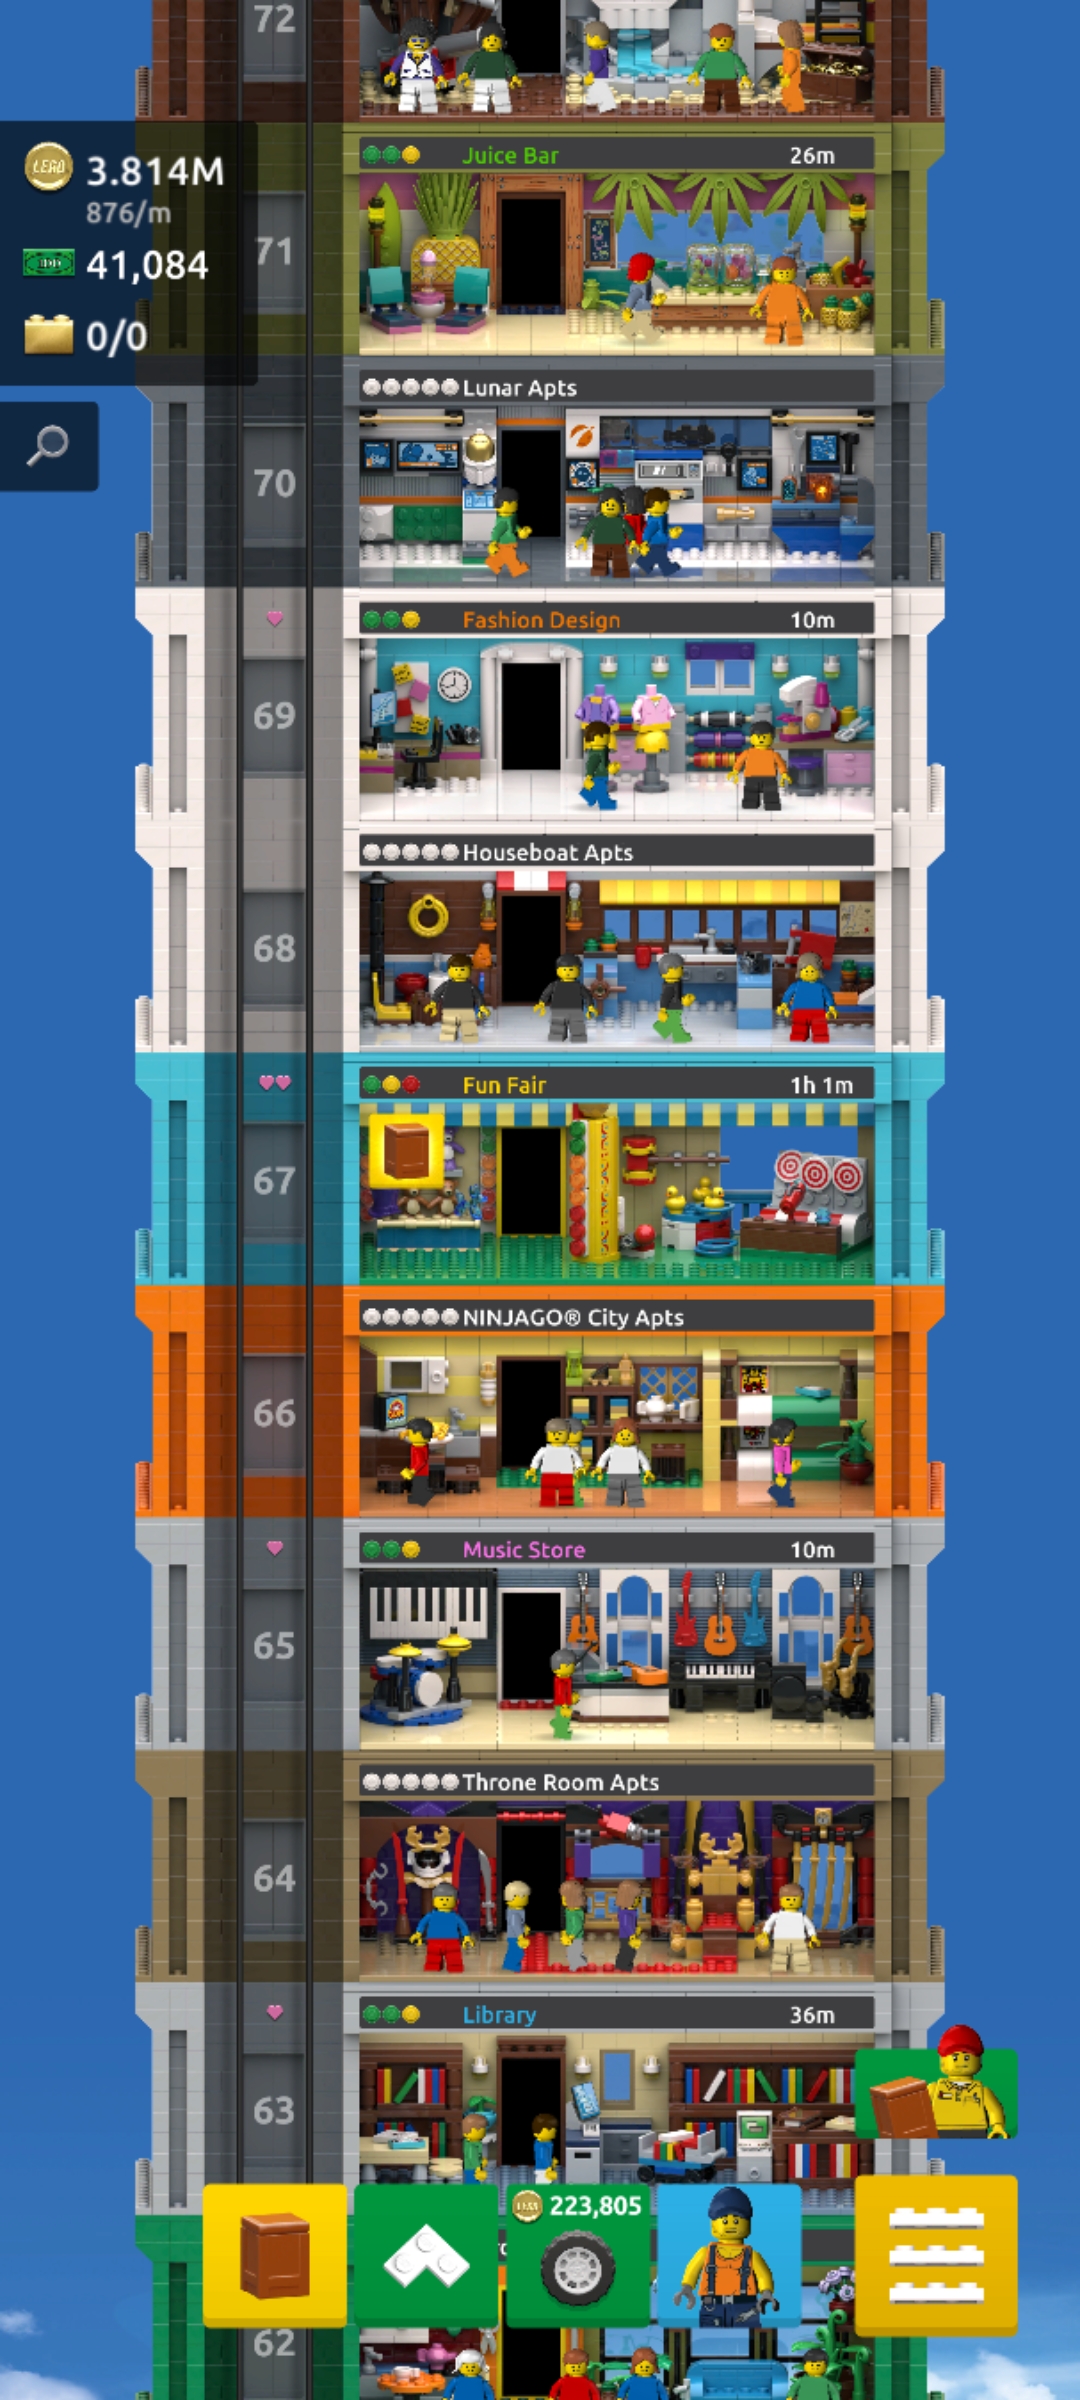 72
LEGO
3.814M
876/m
41,084
0/0
Juice Bar 26m
71
Lunar Apts
70
Fashion Design 10m
69
Houseboat Apts
68
Fun Fair 1h 1m
67
NINJAGO® City Apts
66
Music Store 10m
65
Throne Room Apts
64
Library 36m
63
223,805
62